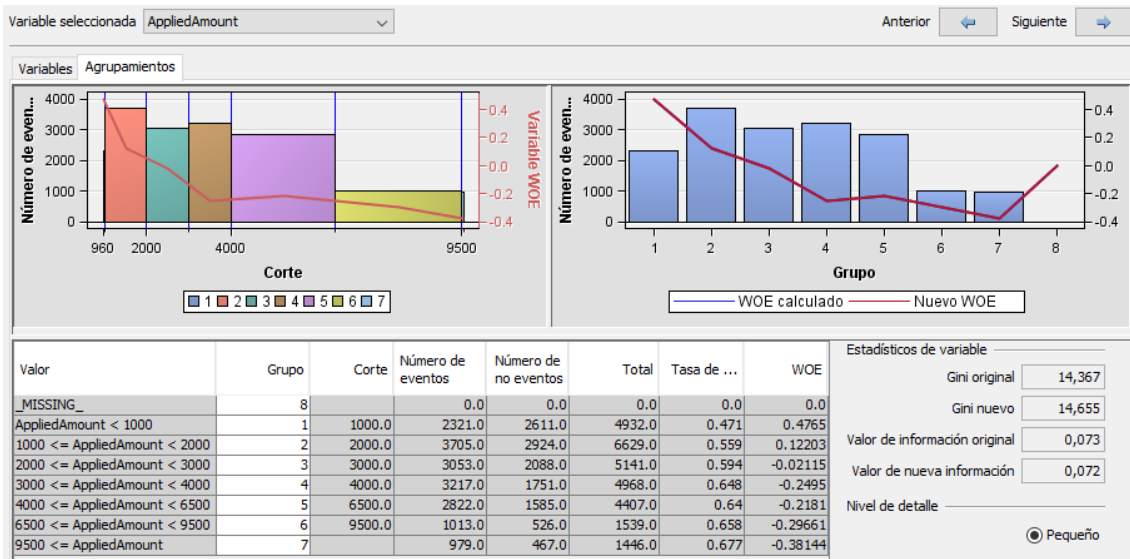 Variable seleccionada AppliedAmount Anterior Siguiente
Variables Agrupamientos
Número de even...
4000
3000
2000
1000
0
0.4
0.2
0.0
-0.2
-0.4
Variable WOE
960 2000 4000 9500
Corte
1 2 3 4 5 6 7
Número de even...
4000
3000
2000
1000
0
0.4
0.2
0.0
-0.2
-0.4
1 2 3 4 5 6 7 8
Grupo
WOE calculado Nuevo WOE
Valor Grupo Corte Número de eventos Número de no eventos Total Tasa de ... WOE
_MISSING_ 8 0.0 0.0 0.0 0.0 0.0
AppliedAmount < 1000 1 1000.0 2321.0 2611.0 4932.0 0.471 0.4765
1000 <= AppliedAmount < 2000 2 2000.0 3705.0 2924.0 6629.0 0.559 0.12203
2000 <= AppliedAmount < 3000 3 3000.0 3053.0 2088.0 5141.0 0.594 -0.02115
3000 <= AppliedAmount < 4000 4 4000.0 3217.0 1751.0 4968.0 0.648 -0.2495
4000 <= AppliedAmount < 6500 5 6500.0 2822.0 1585.0 4407.0 0.64 -0.2181
6500 <= AppliedAmount < 9500 6 9500.0 1013.0 526.0 1539.0 0.658 -0.29661
9500 <= AppliedAmount 7 979.0 467.0 1446.0 0.677 -0.38144
Estadísticos de variable
Gini original 14,367
Gini nuevo 14,655
Valor de información original 0,073
Valor de nueva información 0,072
Nivel de detalle
Pequeño